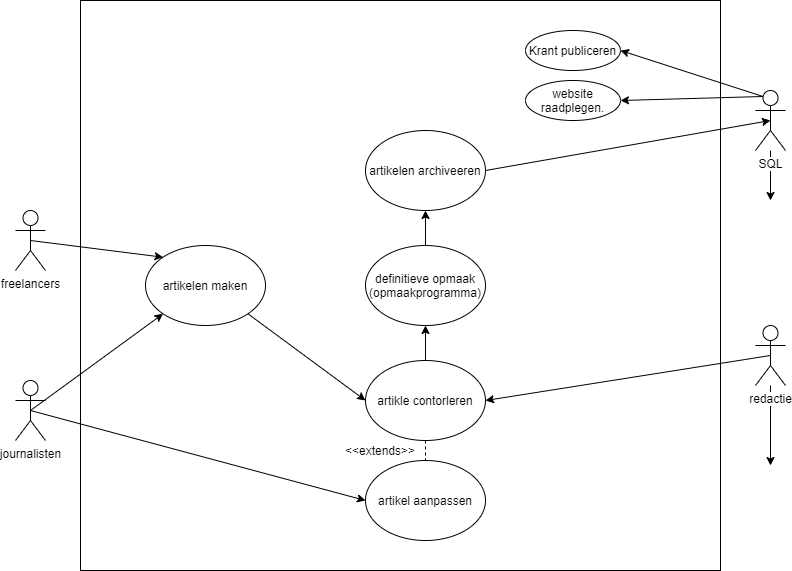 Krant publiceren
website
raadplegen.
SQL
artikelen archiveeren
freelancers
artikelen maken
definitieve opmaak
(opmaakprogramma)
artikle contorleren
redactie
<<extends>>
journalisten
artikel aanpassen